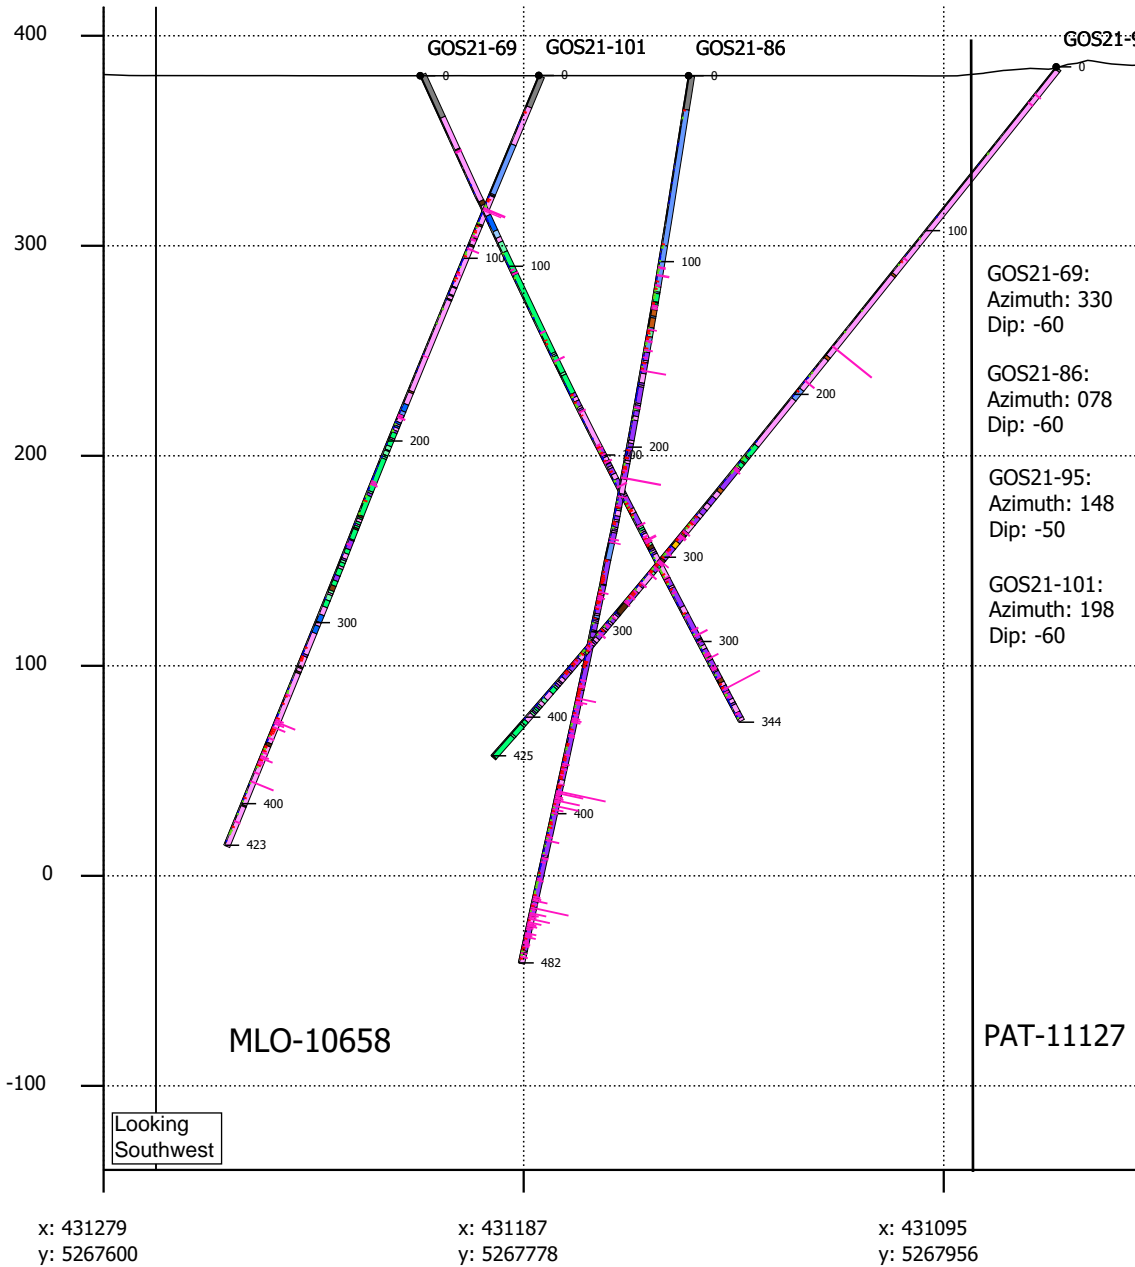 400
300
200
100
0
-100
GOS21-69
GOS21-101
GOS21-86
GOS21-9
0
0
0
0
100
100
100
100
200
200
200
300
300
300
300
344
400
400
400
423
425
482
GOS21-69:
Azimuth: 330
Dip: -60
GOS21-86:
Azimuth: 078
Dip: -60
GOS21-95:
Azimuth: 148
Dip: -50
GOS21-101:
Azimuth: 198
Dip: -60
MLO-10658
PAT-11127
Looking
Southwest
x: 431279
y: 5267600
x: 431187
y: 5267778
x: 431095
y: 5267956